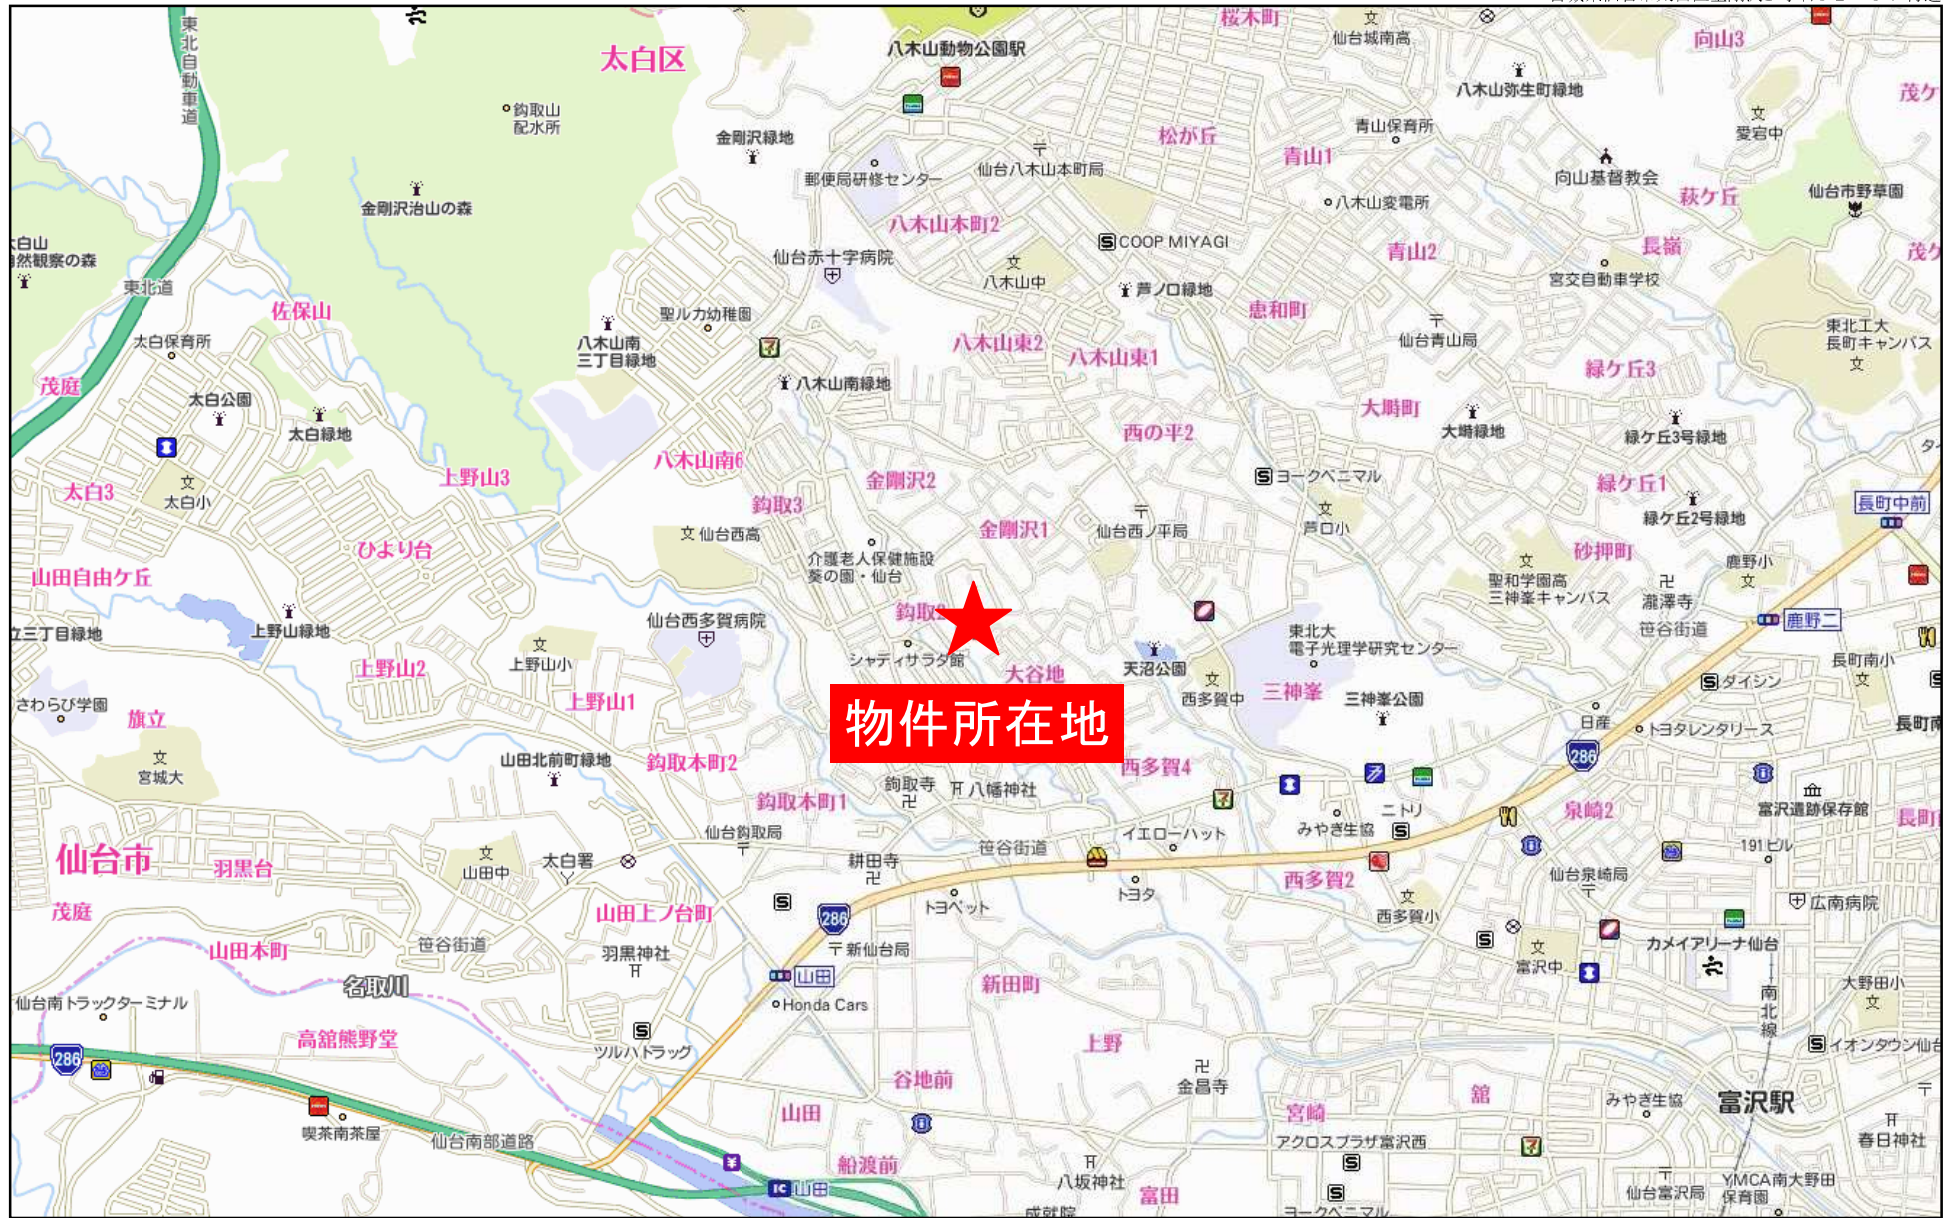 東北自動車道
太白区
八木山動物公園駅
桜木町
仙台城南高
向山3
八木山弥生町緑地
鈎取山
配水所
金剛沢緑地
松が丘
青山保育所
愛宕中
郵便局研修センター
仙台八木山本町局
青山1
向山基督教会
仙台市野草園
金剛沢治山の森
八木山本町2
八木山変電所
萩ケ丘
COOP MIYAGI
青山2
長嶺
仙台赤十字病院
八木山中
芦ノ口緑地
宮交自動車学校
東北道
佐保山
聖ルカ幼稚園
恵和町
太白保育所
八木山南
三丁目緑地
八木山東2
八木山東1
仙台青山局
東北工大
長町キャンパス
茂庭
太白公園
八木山南緑地
緑ケ丘3
太白緑地
大塒町
大塒緑地
緑ケ丘3号緑地
西の平2
八木山南6
上野山3
金剛沢2
ヨークベニマル
緑ケ丘1
太白3
太白小
鈎取3
長町中前
緑ケ丘2号緑地
仙台西高
金剛沢1
仙台西ノ平局
芦口小
ひより台
介護老人保健施設
葵の園・仙台
砂押町
鹿野小
山田自由ケ丘
聖和学園高
三神峯キャンパス
瀧澤寺
上野山緑地
仙台西多賀病院
笹谷街道
鹿野二
東北大
電子光理学研究センター
上野山小
シャディサラダ館
上野山2
大谷地
天沼公園
長町南小
西多賀中
三神峯
三神峯公園
ダイシン
さわらび学園
旗立
上野山1
物件所在地
日産
トヨタレンタリース
宮城大
山田北前町緑地
鈎取本町2
西多賀4
286
鈎取寺
八幡神社
鈎取本町1
ニトリ
泉崎2
富沢遺跡保存館
仙台鈎取局
みやぎ生協
イエローハット
仙台市
羽黒台
山田中
太白署
耕田寺
笹谷街道
191ビル
西多賀2
仙台泉崎局
茂庭
山田上ノ台町
トヨペット
トヨタ
西多賀小
広南病院
286
山田本町
笹谷街道
羽黒神社
新仙台局
カメイアリーナ仙台
富沢中
山田
名取川
新田町
大野田小
仙台南トラックターミナル
Honda Cars
南北線
高舘熊野堂
上野
286
ツルハドラッグ
イオンタウン仙台
谷地前
金昌寺
舘
みやぎ生協
富沢駅
喫茶南茶屋
仙台南部道路
山田
宮崎
アクロスプラザ富沢西
春日神社
船渡前
八坂神社
IC 山田
富田
仙台富沢局
YMCA南大野田
保育園